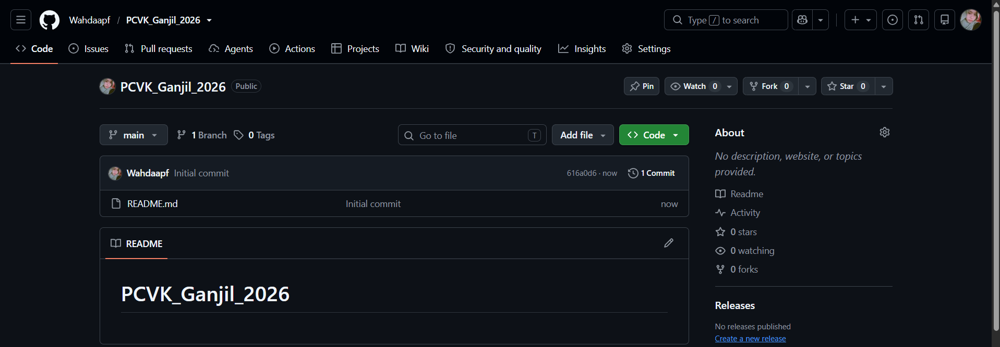 Wahdaapf / PCVK_Ganjil_2026
Type / to search
Code Issues Pull requests Agents Actions Projects Wiki Security and quality Insights Settings
PCVK_Ganjil_2026 Public
Pin Watch 0 Fork 0 Star 0
main 1 Branch 0 Tags Go to file T Add file Code
Wahdaapf Initial commit 616a0d6 · now 1 Commit
README.md Initial commit now
README
PCVK_Ganjil_2026
About
No description, website, or topics
provided.
Readme
Activity
0 stars
0 watching
0 forks
Releases
No releases published
Create a new release